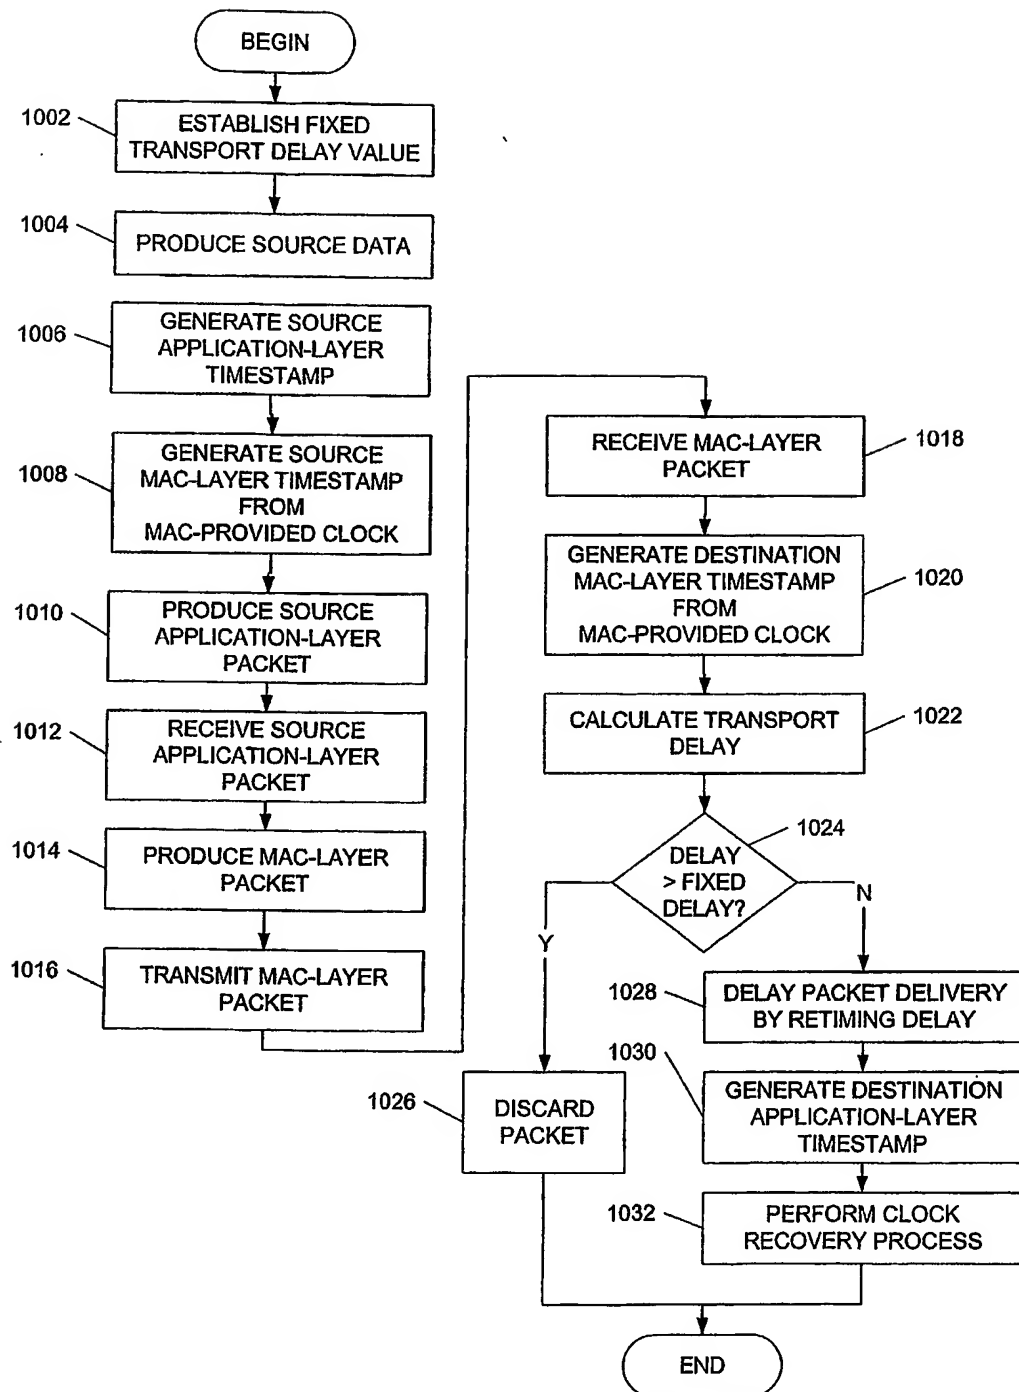 BEGIN
1002
ESTABLISH FIXED
TRANSPORT DELAY VALUE
1004
PRODUCE SOURCE DATA
1006
GENERATE SOURCE
APPLICATION-LAYER
TIMESTAMP
1008
GENERATE SOURCE
MAC-LAYER TIMESTAMP
FROM
MAC-PROVIDED CLOCK
1010
PRODUCE SOURCE
APPLICATION-LAYER
PACKET
1012
RECEIVE SOURCE
APPLICATION-LAYER
PACKET
1014
PRODUCE MAC-LAYER
PACKET
1016
TRANSMIT MAC-LAYER
PACKET
RECEIVE MAC-LAYER
PACKET
1018
GENERATE DESTINATION
MAC-LAYER TIMESTAMP
FROM
MAC-PROVIDED CLOCK
1020
CALCULATE TRANSPORT
DELAY
1022
1024
DELAY
> FIXED
DELAY?
Y
N
1026
DISCARD
PACKET
1028
DELAY PACKET DELIVERY
BY RETIMING DELAY
1030
GENERATE DESTINATION
APPLICATION-LAYER
TIMESTAMP
1032
PERFORM CLOCK
RECOVERY PROCESS
END